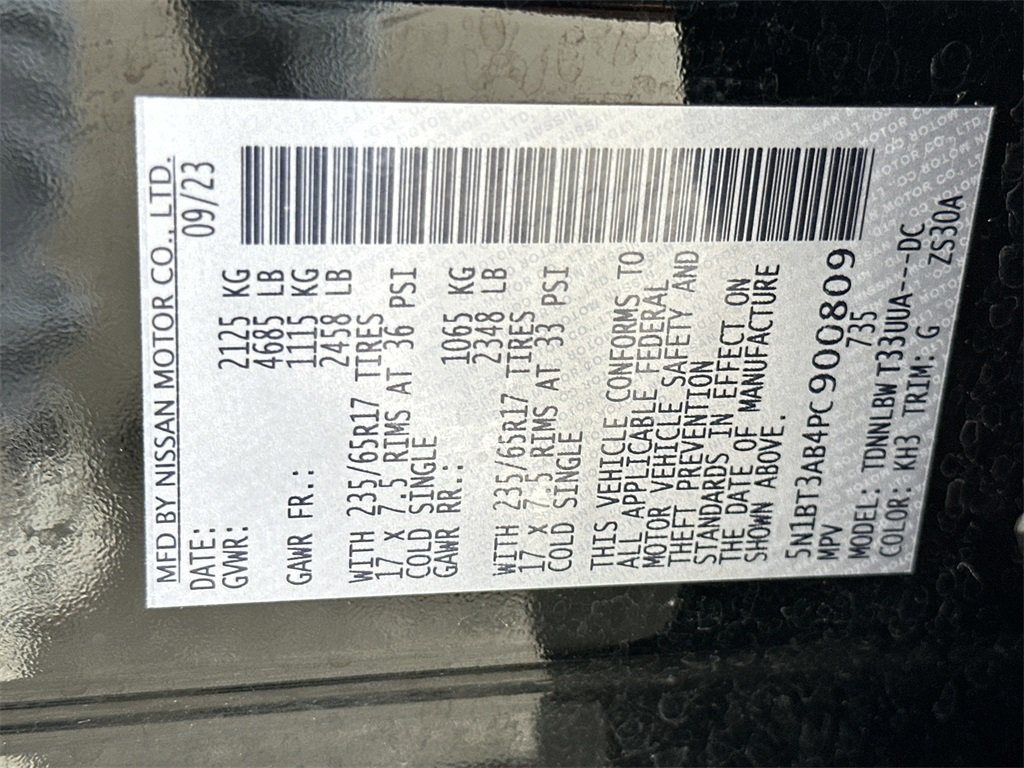 MFD BY NISSAN MOTOR CO., LTD.
DATE: 09/23
GVWR: 2125 KG
4685 LB
GAWR FR.: 1115 KG
2458 LB
WITH 235/65R17 TIRES
17 X 7.5 RIMS AT 36 PSI
COLD SINGLE
GAWR RR.: 1065 KG
2348 LB
WITH 235/65R17 TIRES
17 X 7.5 RIMS AT 33 PSI
COLD SINGLE
THIS VEHICLE CONFORMS TO
ALL APPLICABLE FEDERAL
MOTOR VEHICLE SAFETY AND
THEFT PREVENTION
STANDARDS IN EFFECT ON
THE DATE OF MANUFACTURE
SHOWN ABOVE.
5N1BT3AB4PC900809
MPV 735
MODEL: TDNNLBW T33UUA---DC
COLOR: KH3 TRIM: G ZS30A